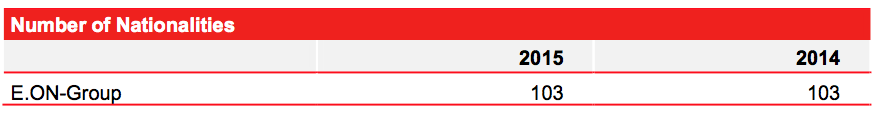 Number of Nationalities
2015 2014
E.ON-Group 103 103